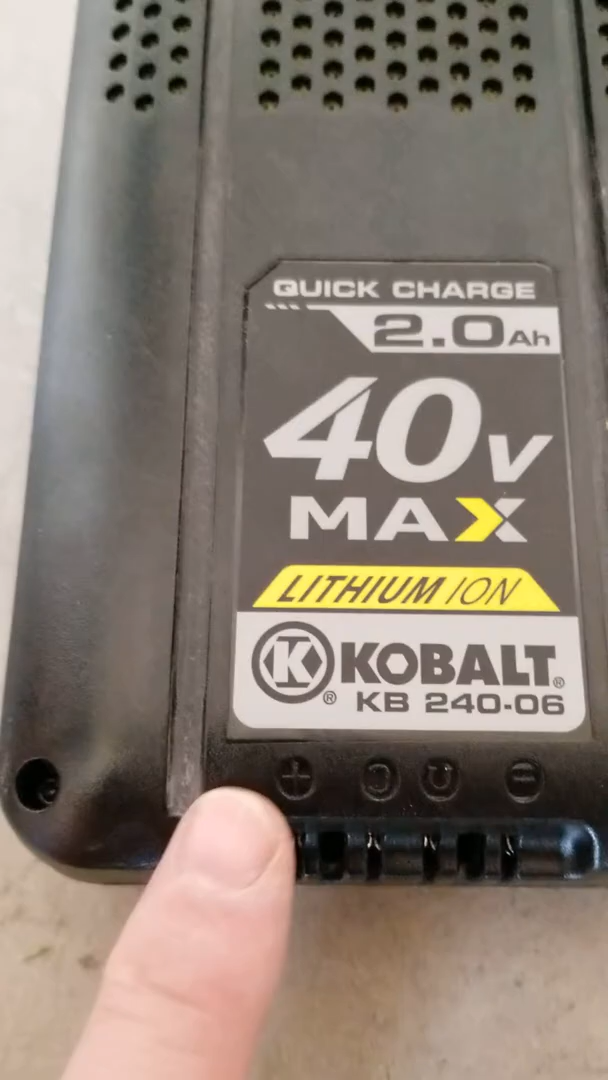 QUICK CHARGE
2.0Ah
40V
MAX
LITHIUM ION
K® KOBALT®
KB 240-06
+ C D -